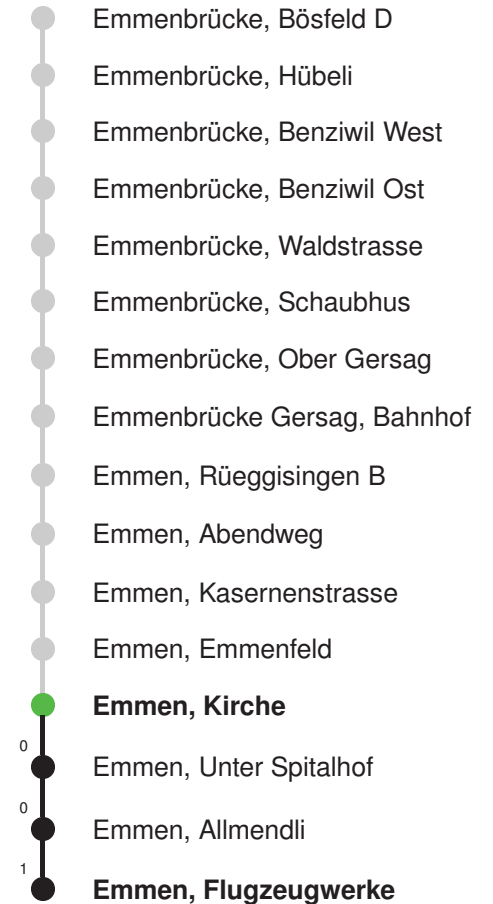 Emmenbrücke, Bösfeld D
Emmenbrücke, Hübeli
Emmenbrücke, Benziwil West
Emmenbrücke, Benziwil Ost
Emmenbrücke, Waldstrasse
Emmenbrücke, Schaubhus
Emmenbrücke, Ober Gersag
Emmenbrücke Gersag, Bahnhof
Emmen, Rüeggisingen B
Emmen, Abendweg
Emmen, Kasernenstrasse
Emmen, Emmenfeld
Emmen, Kirche
0
Emmen, Unter Spitalhof
0
Emmen, Allmendli
1
Emmen, Flugzeugwerke